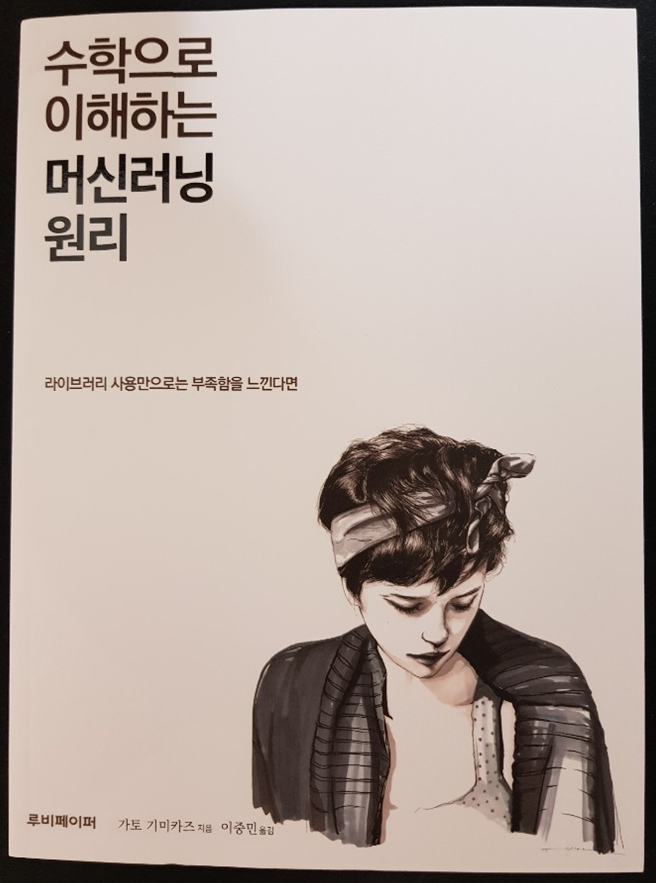 수학으로
이해하는
머신러닝
원리
라이브러리 사용만으로는 부족함을 느낀다면
루비페이퍼 가토 기미카즈 지음 이중민 옮김